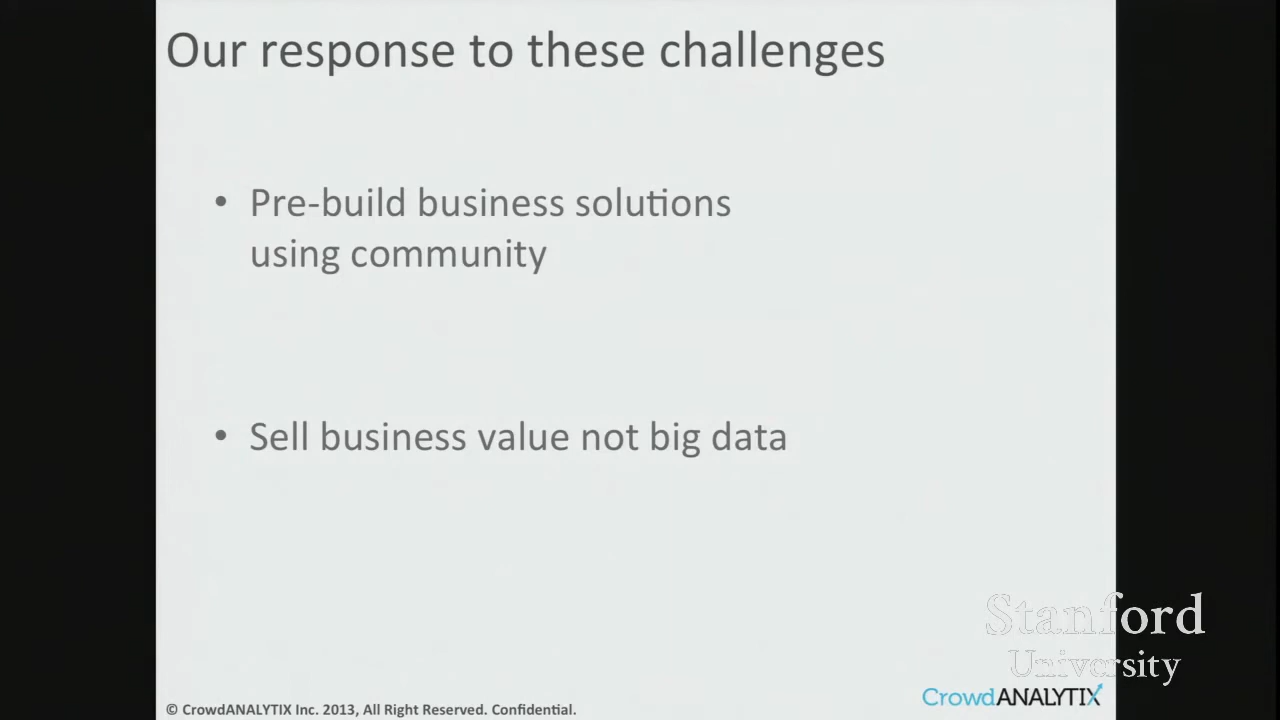 Our response to these challenges
• Pre-build business solutions
using community
• Sell business value not big data
Stanford
University
CrowdANALYTIX
© CrowdANALYTIX Inc. 2013, All Right Reserved. Confidential.